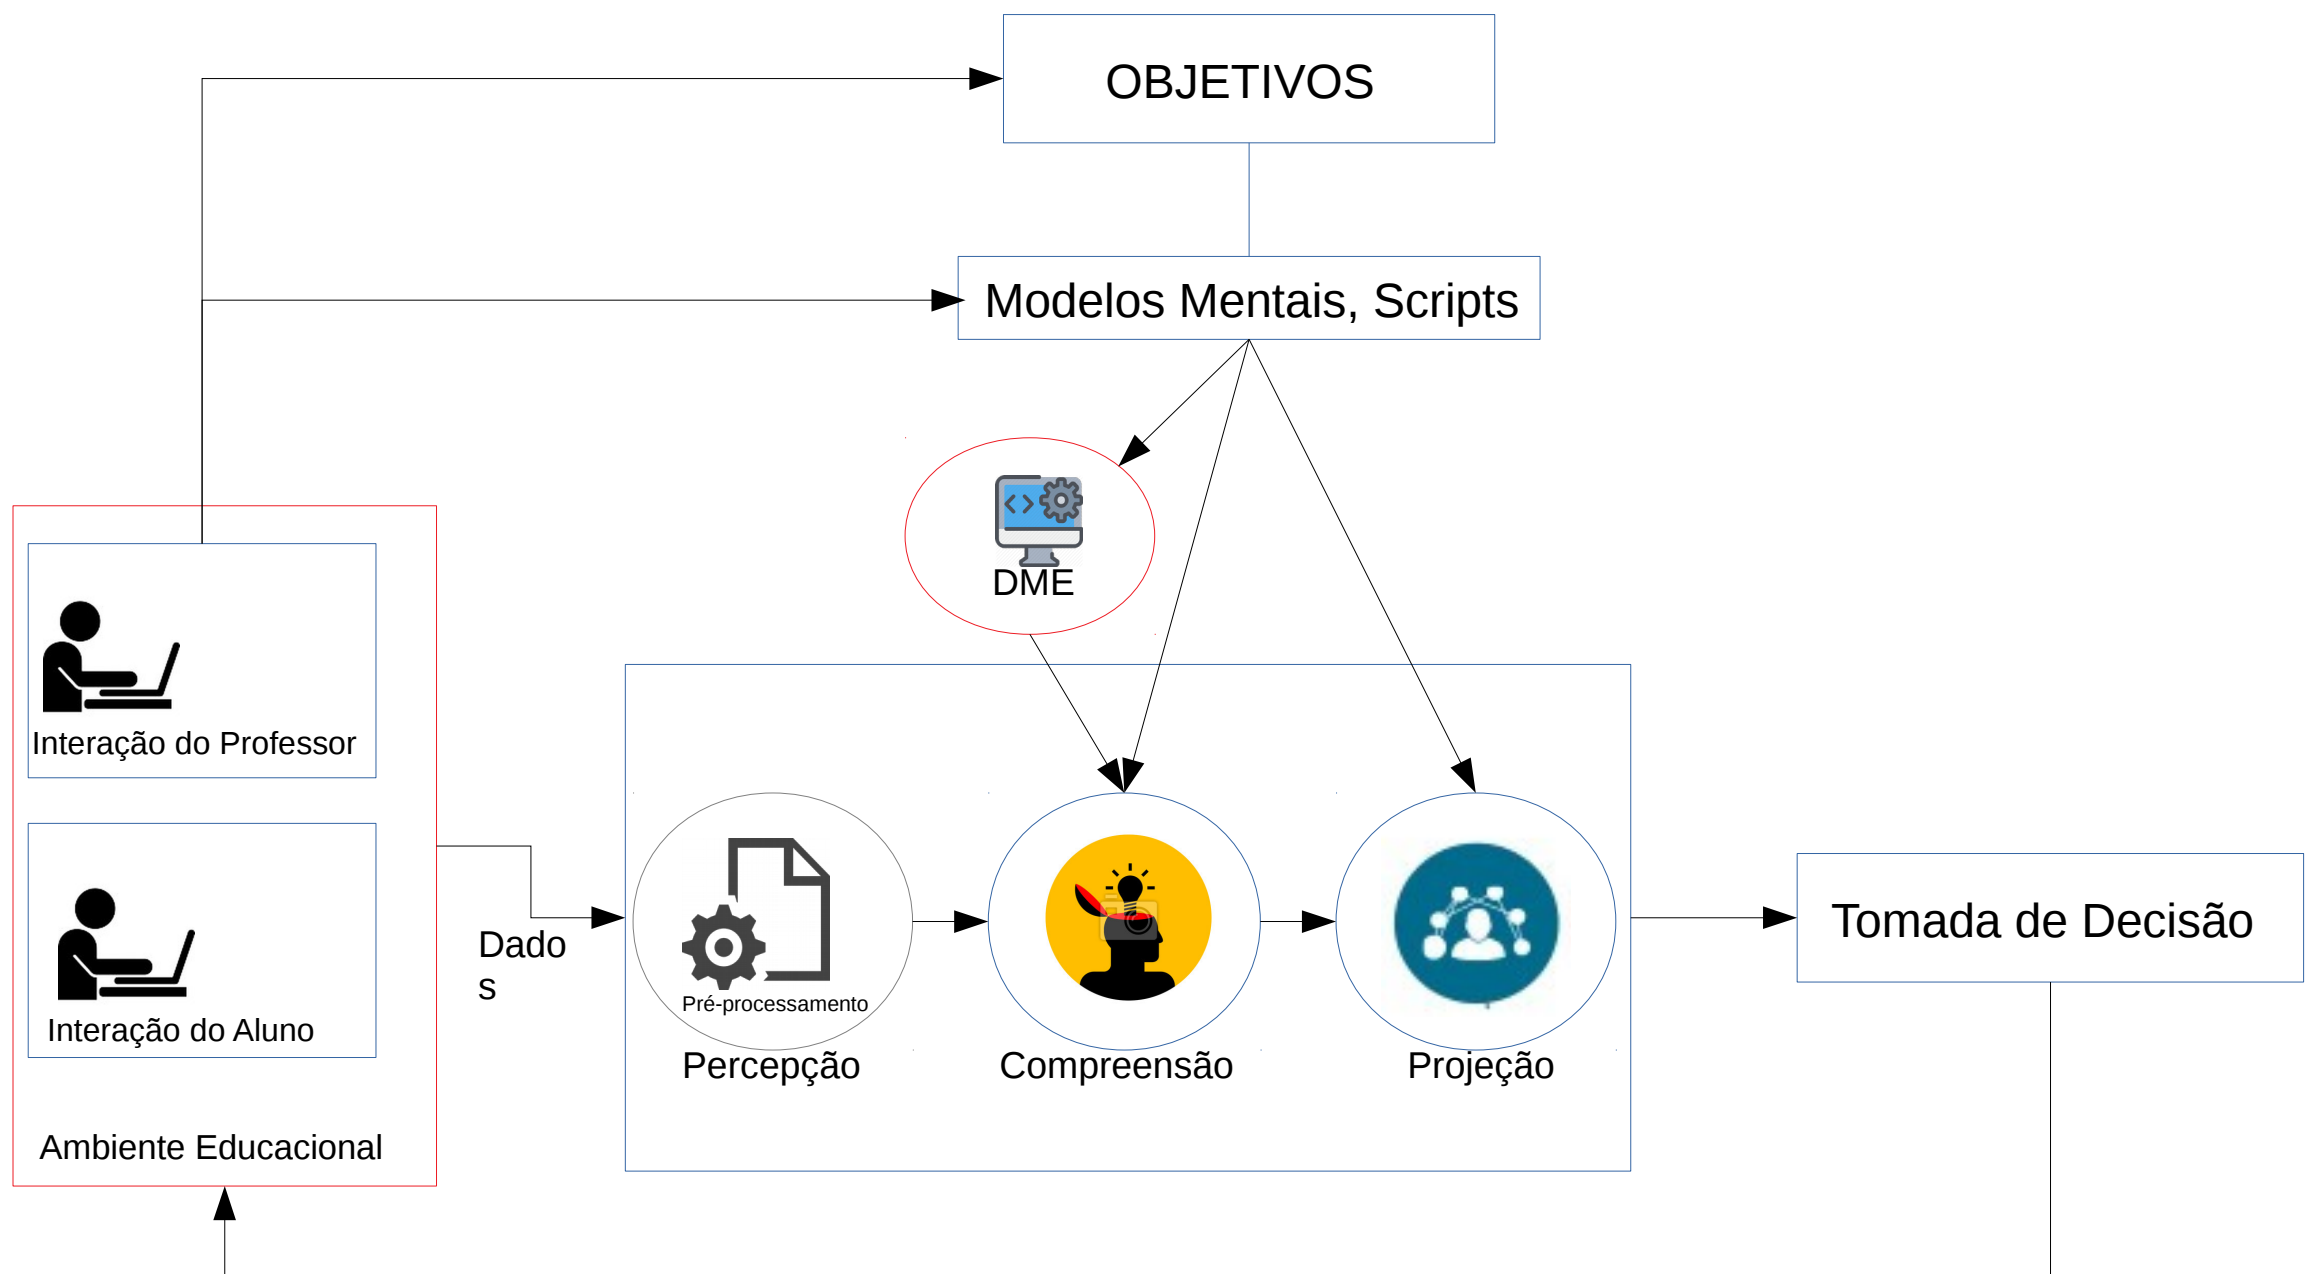 OBJETIVOS
Modelos Mentais, Scripts
DME
Interação do Professor
Interação do Aluno
Ambiente Educacional
Dado
s
Pré-processamento
Percepção
Compreensão
Projeção
Tomada de Decisão